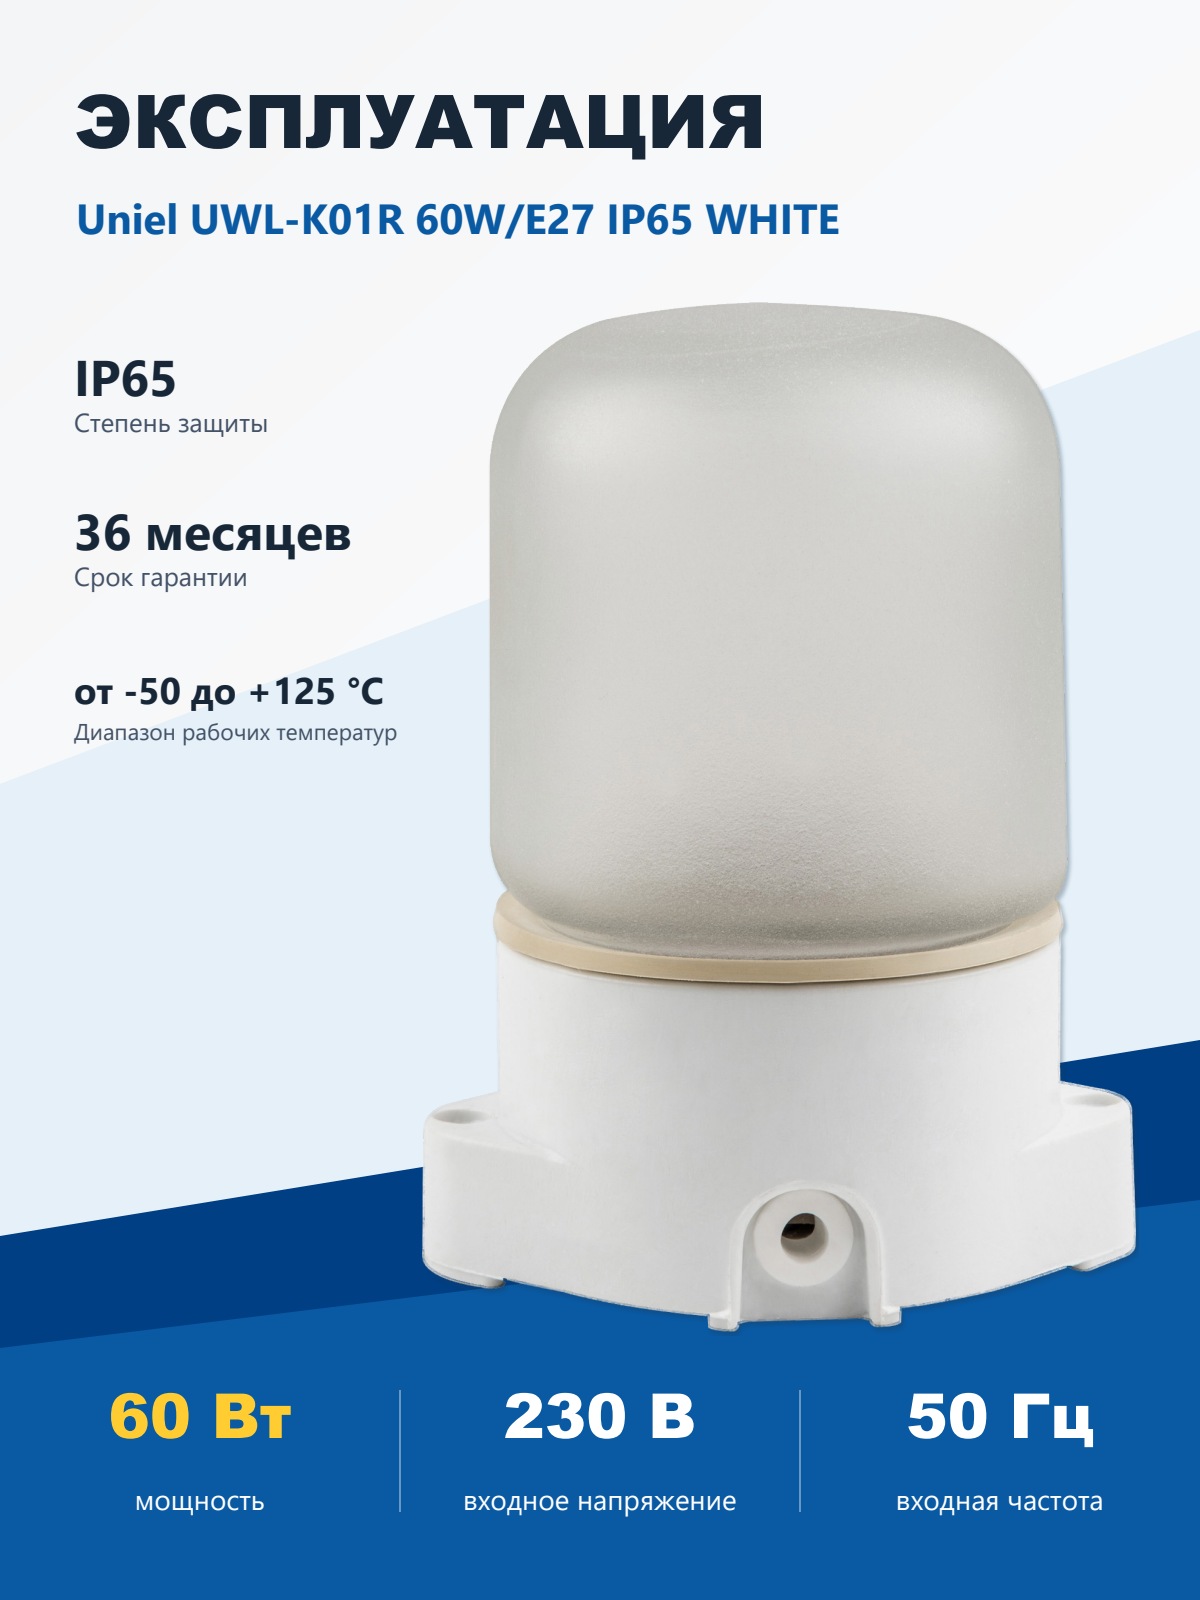 ЭКСПЛУАТАЦИЯ
Uniel UWL-K01R 60W/E27 IP65 WHITE
IP65
Степень защиты
36 месяцев
Срок гарантии
от -50 до +125 °C
Диапазон рабочих температур
60 Вт
мощность
230 В
входное напряжение
50 Гц
входная частота